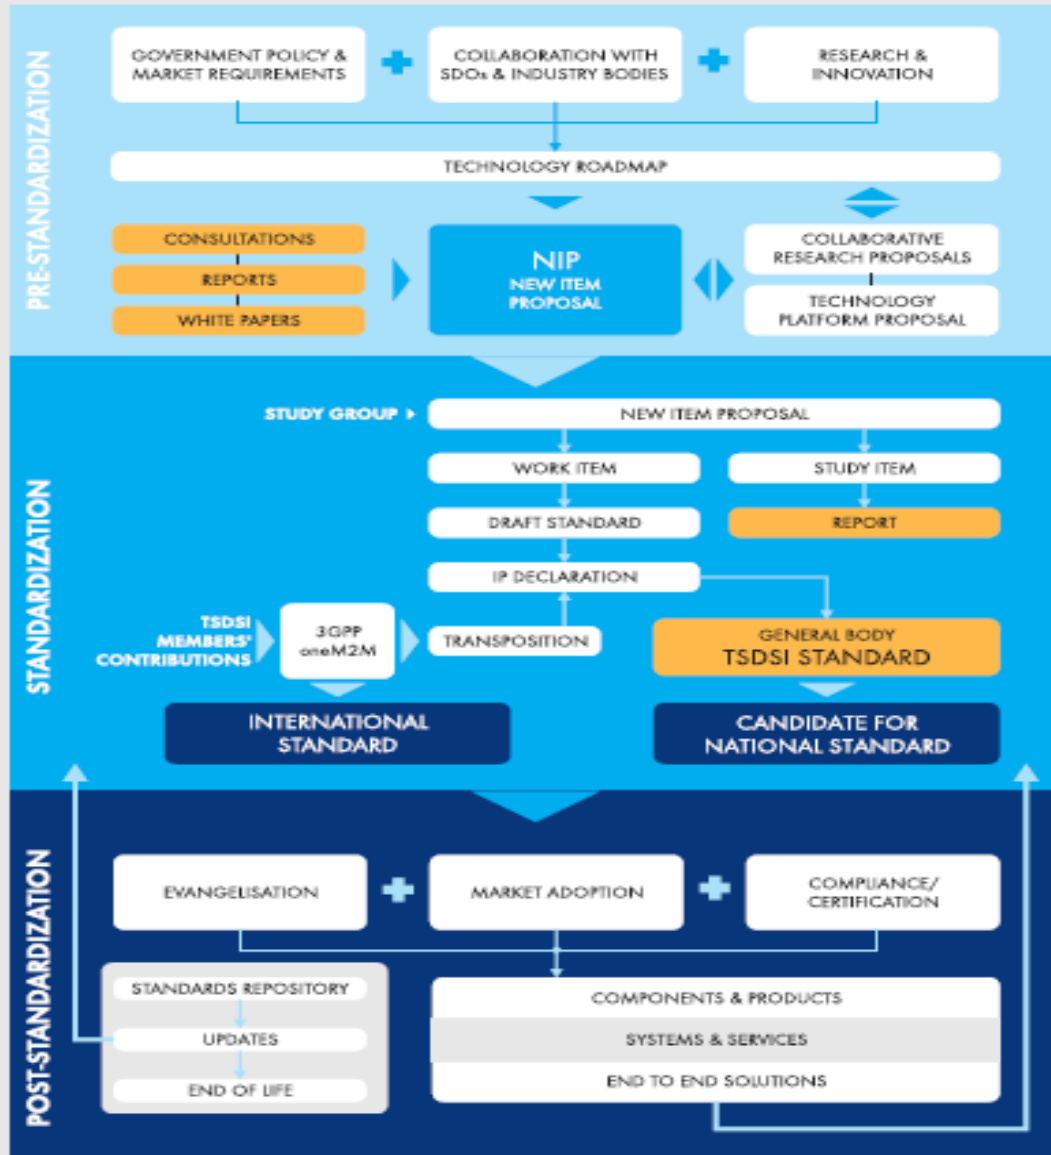 PRE-STANDARDIZATION
GOVERNMENT POLICY &
MARKET REQUIREMENTS
COLLABORATION WITH
SDOs & INDUSTRY BODIES
RESEARCH &
INNOVATION
TECHNOLOGY ROADMAP
CONSULTATIONS
REPORTS
WHITE PAPERS
NIP
NEW ITEM
PROPOSAL
COLLABORATIVE
RESEARCH PROPOSALS
TECHNOLOGY
PLATFORM PROPOSAL
STANDARDIZATION
STUDY GROUP
NEW ITEM PROPOSAL
WORK ITEM
STUDY ITEM
DRAFT STANDARD
REPORT
IP DECLARATION
TSDSI
MEMBERS'
CONTRIBUTIONS
3GPP
oneM2M
TRANSPOSITION
GENERAL BODY
TSDSI STANDARD
INTERNATIONAL
STANDARD
CANDIDATE FOR
NATIONAL STANDARD
POST-STANDARDIZATION
EVANGELISATION
MARKET ADOPTION
COMPLIANCE/
CERTIFICATION
STANDARDS REPOSITORY
UPDATES
END OF LIFE
COMPONENTS & PRODUCTS
SYSTEMS & SERVICES
END TO END SOLUTIONS